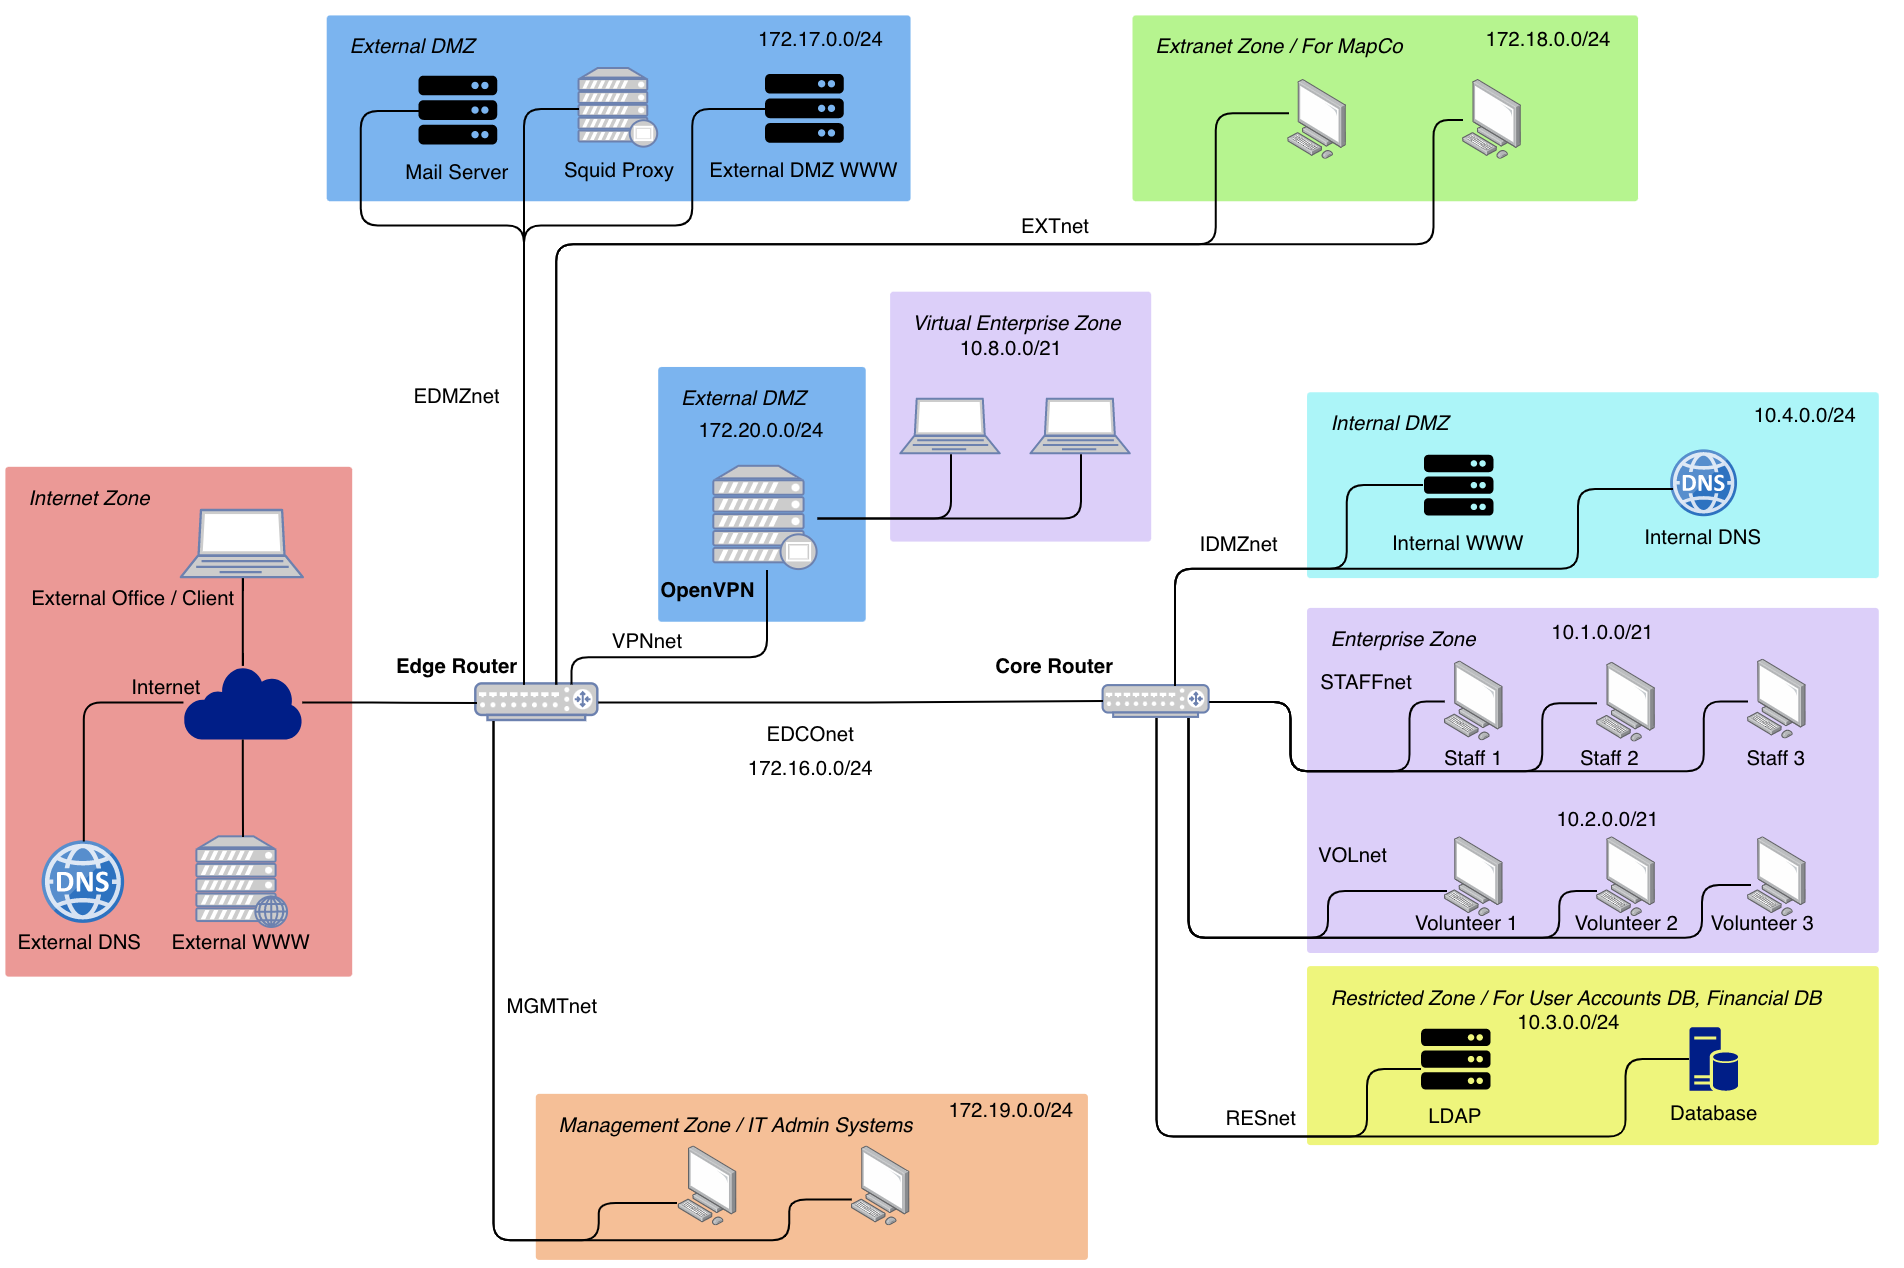 External DMZ
172.17.0.0/24
Mail Server
Squid Proxy
External DMZ WWW
Extranet Zone / For MapCo
172.18.0.0/24
EXTnet
EDMZnet
Virtual Enterprise Zone
10.8.0.0/21
External DMZ
172.20.0.0/24
OpenVPN
VPNnet
Internal DMZ
10.4.0.0/24
DNS
Internal WWW
Internal DNS
IDMZnet
Internet Zone
External Office / Client
Internet
DNS
External DNS
External WWW
Edge Router
Core Router
EDCOnet
172.16.0.0/24
Enterprise Zone
10.1.0.0/21
STAFFnet
Staff 1
Staff 2
Staff 3
10.2.0.0/21
VOLnet
Volunteer 1
Volunteer 2
Volunteer 3
MGMTnet
Restricted Zone / For User Accounts DB, Financial DB
10.3.0.0/24
RESnet
LDAP
Database
Management Zone / IT Admin Systems
172.19.0.0/24